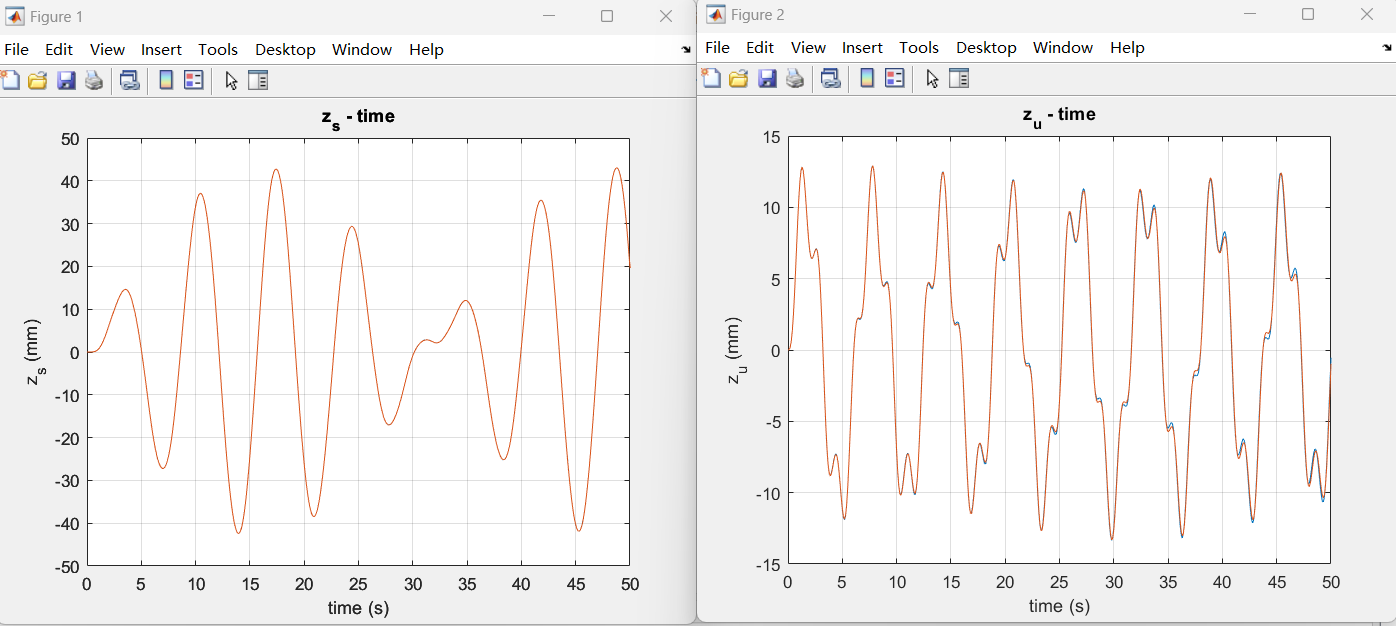 Figure 1
File Edit View Insert Tools Desktop Window Help
z_s - time
50
40
30
20
10
0
-10
-20
-30
-40
-50
z_s (mm)
0 5 10 15 20 25 30 35 40 45 50
time (s)
Figure 2
File Edit View Insert Tools Desktop Window Help
z_u - time
15
10
5
0
-5
-10
-15
z_u (mm)
0 5 10 15 20 25 30 35 40 45 50
time (s)